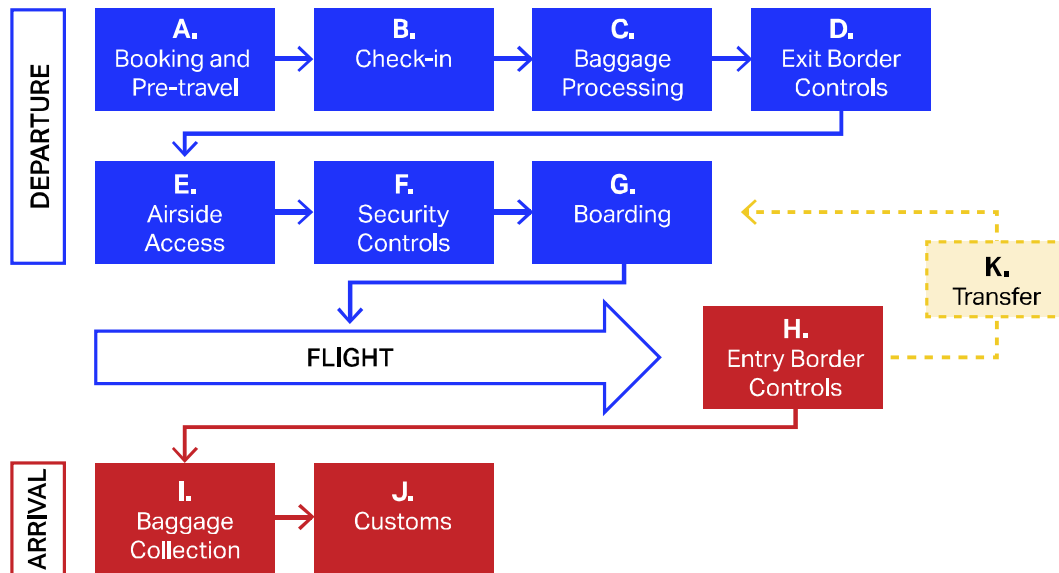 DEPARTURE
A.
Booking and
Pre-travel
B.
Check-in
C.
Baggage
Processing
D.
Exit Border
Controls
E.
Airside
Access
F.
Security
Controls
G.
Boarding
K.
Transfer
FLIGHT
H.
Entry Border
Controls
ARRIVAL
I.
Baggage
Collection
J.
Customs